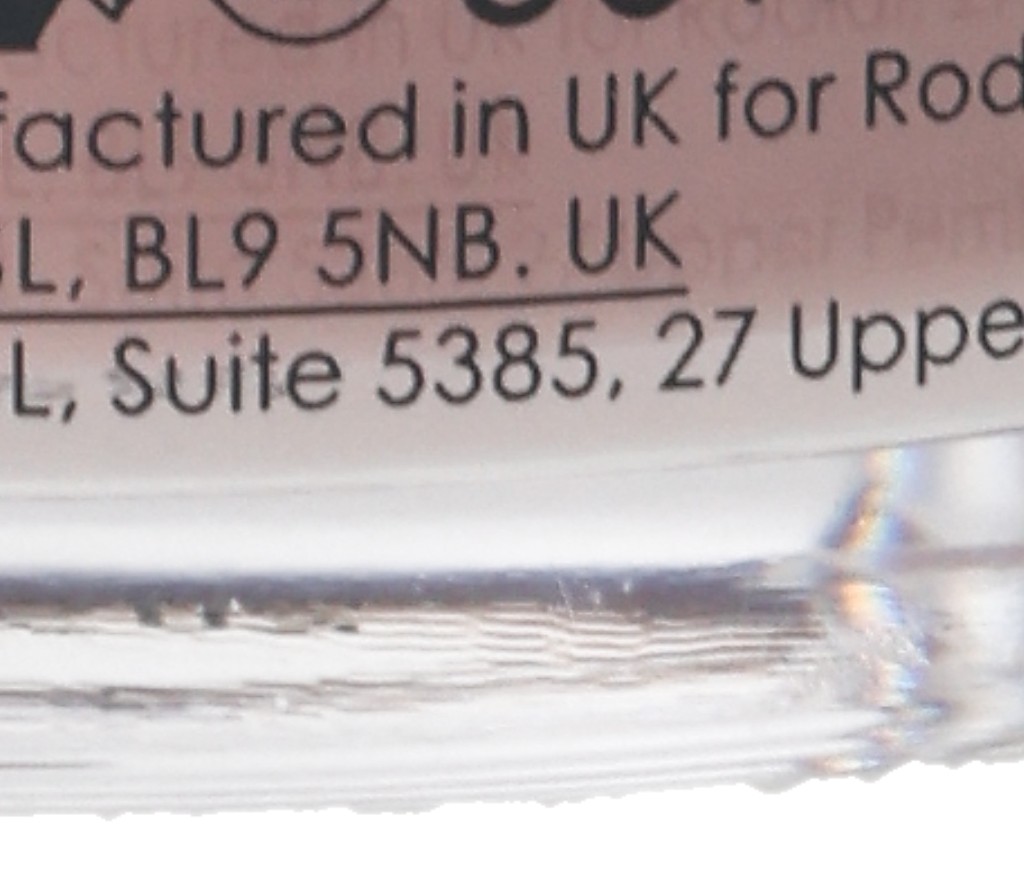 factured in UK for Rod
L, BL9 5NB. UK
L, Suite 5385, 27 Uppe